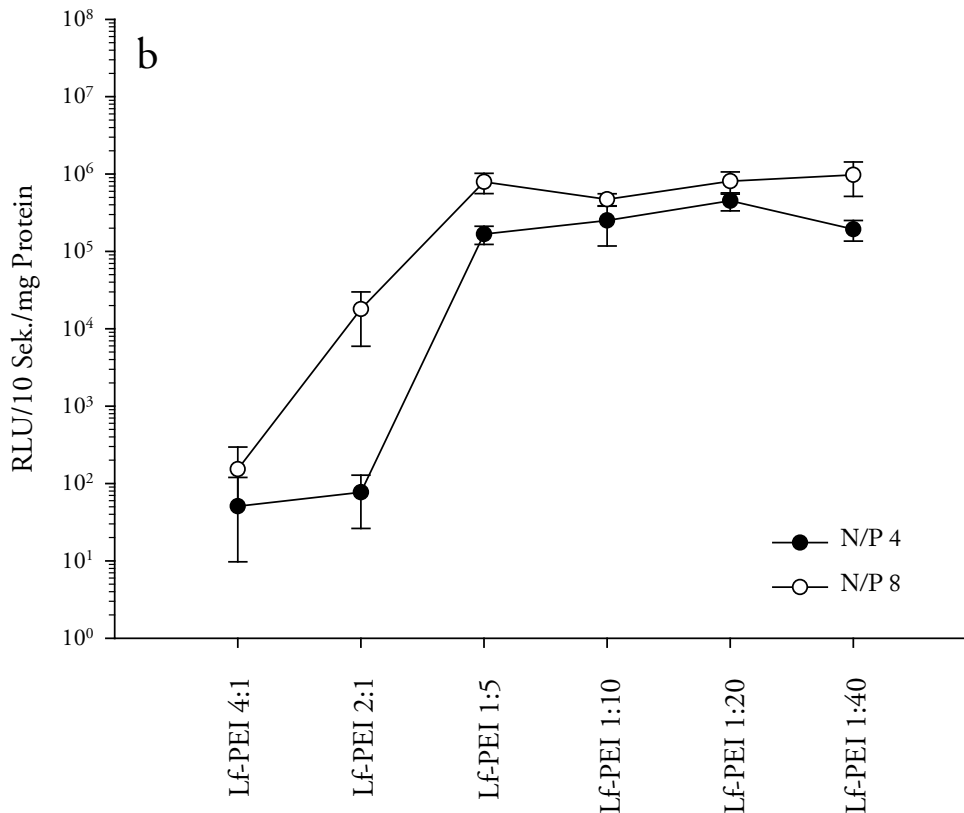 b
RLU/10 Sek./mg Protein
10⁸
10⁷
10⁶
10⁵
10⁴
10³
10²
10¹
10⁰
N/P 4
N/P 8
Lf-PEI 4:1
Lf-PEI 2:1
Lf-PEI 1:5
Lf-PEI 1:10
Lf-PEI 1:20
Lf-PEI 1:40